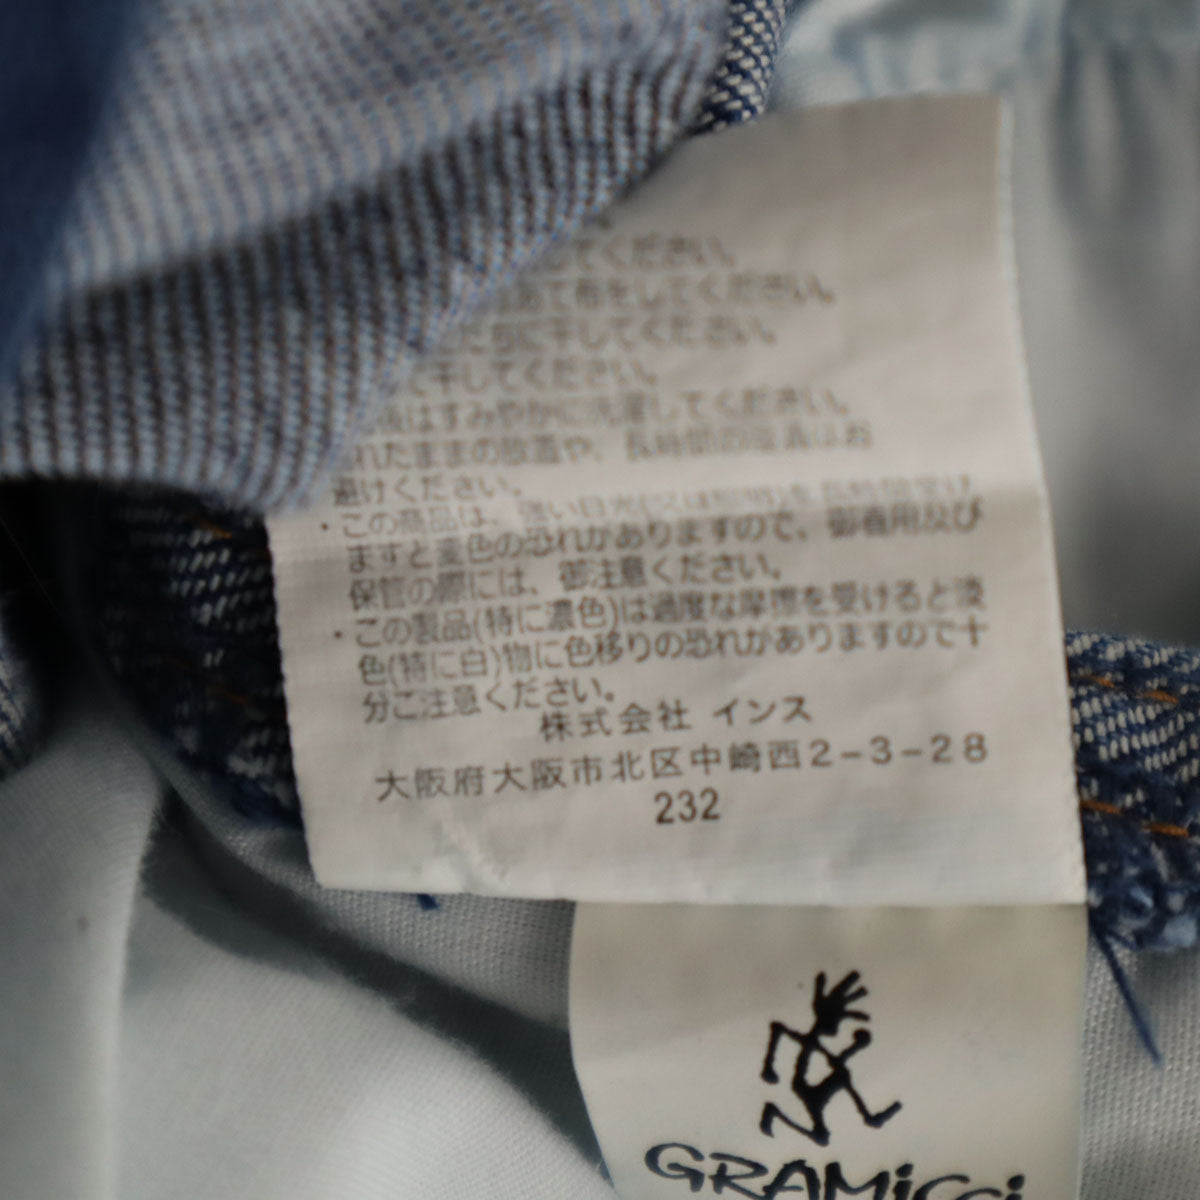 てください。
あて布をしてください。
に干してください。
て干してください。
後はすみやかに洗濯してください。
れたままの放置や、長時間の
避けください。
・この商品は、強い日光(又は照明)を長時間受け
ますと変色の恐れがありますので、御着用及び
保管の際には、御注意ください。
・この製品(特に濃色)は過度な摩擦を受けると淡
色(特に白)物に色移りの恐れがありますので十
分ご注意ください。
株式会社 インス
大阪府大阪市北区中崎西2-3-28
232
GRAMiCCi